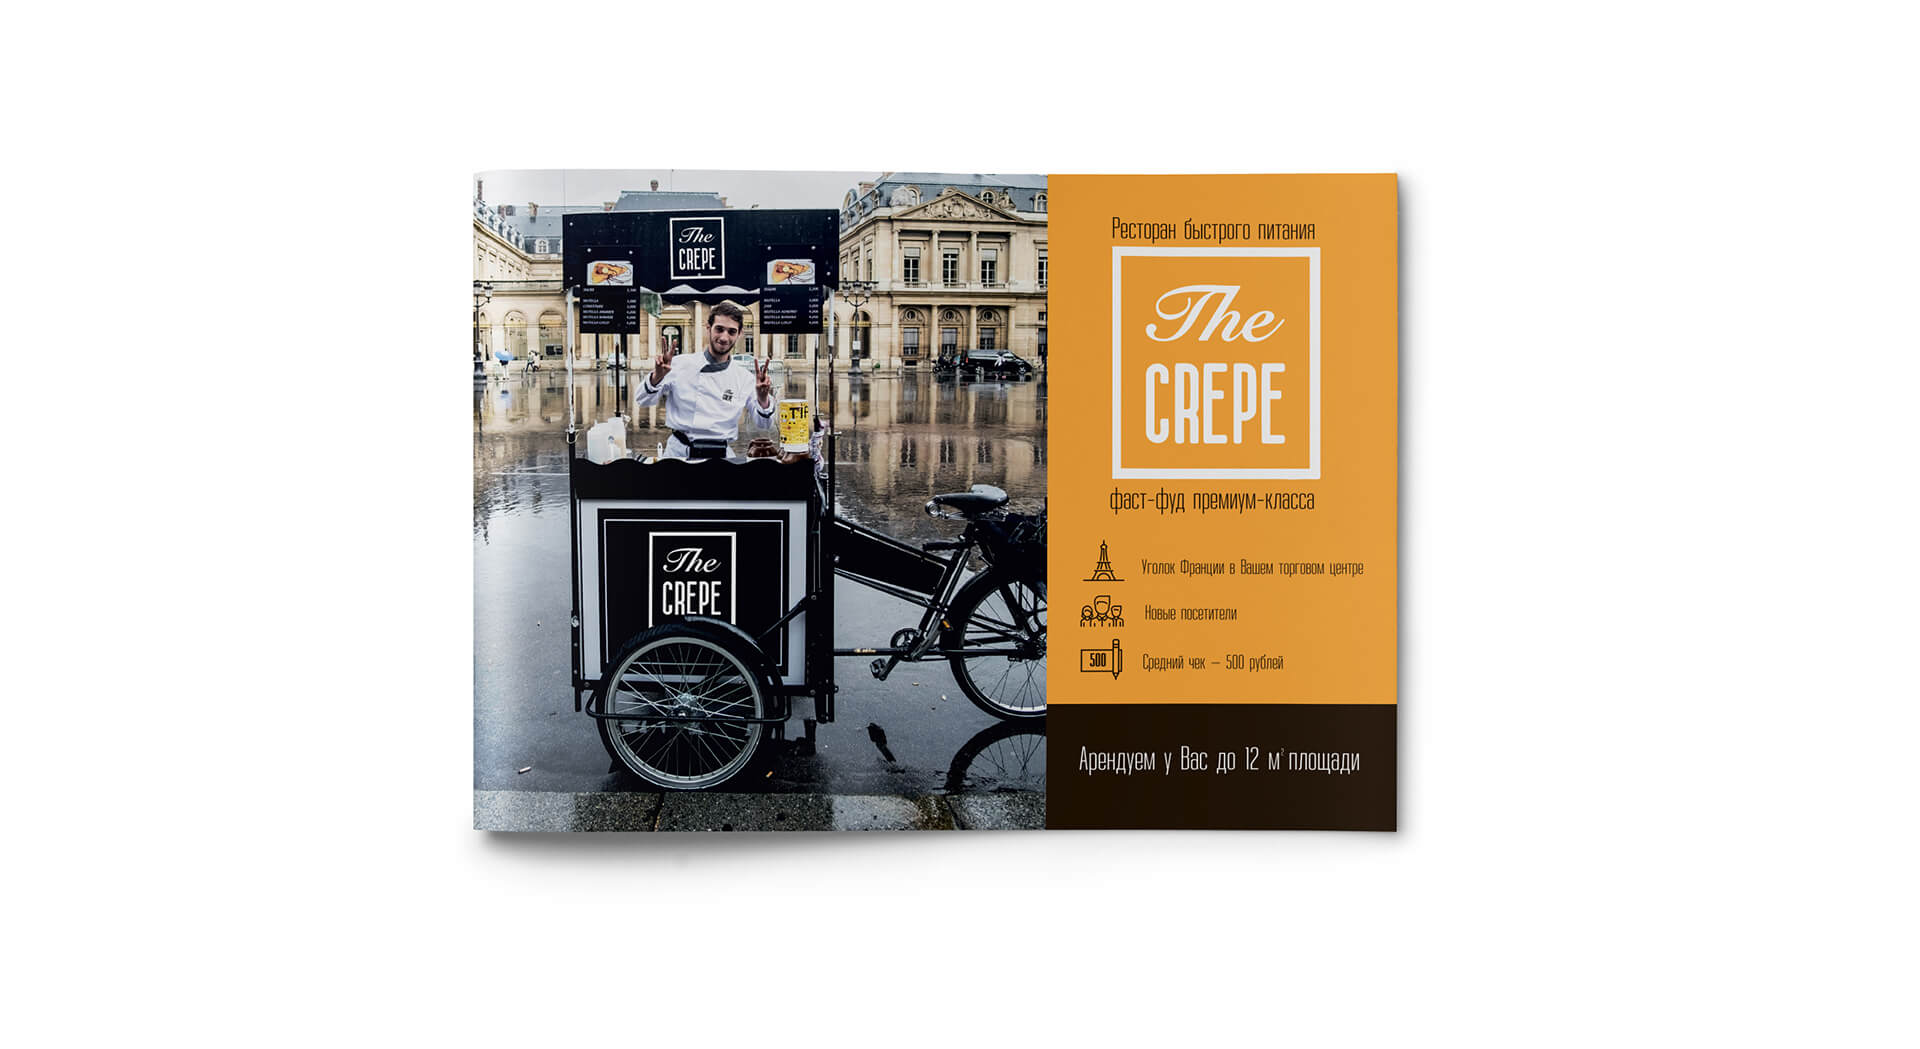 The
CREPE
NUTELLA
The
CREPE
Ресторан быстрого питания
The
CREPE
фаст-фуд премиум-класса
Уголок Франции в Вашем торговом центре
Новые посетители
500
Средний чек – 500 рублей
Арендуем у Вас до 12 м² площади